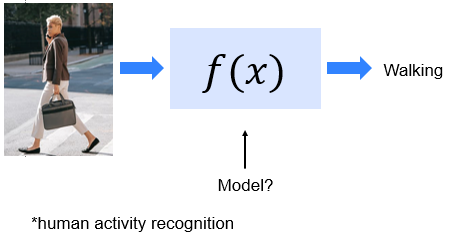 f(x)
Walking
Model?
*human activity recognition